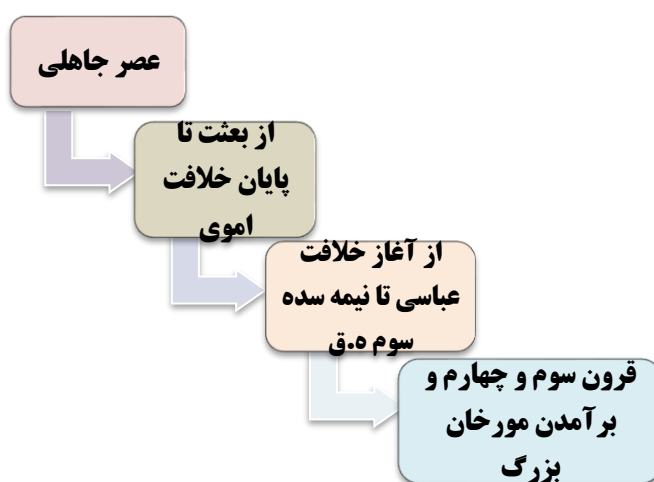 عصر جاهلی
از بعثت تا
پایان خلافت
اموی
از آغاز خلافت
عباسی تا نیمه سده
سوم ه.ق
قرون سوم و چهارم و
برآمدن مورخان
بزرگ